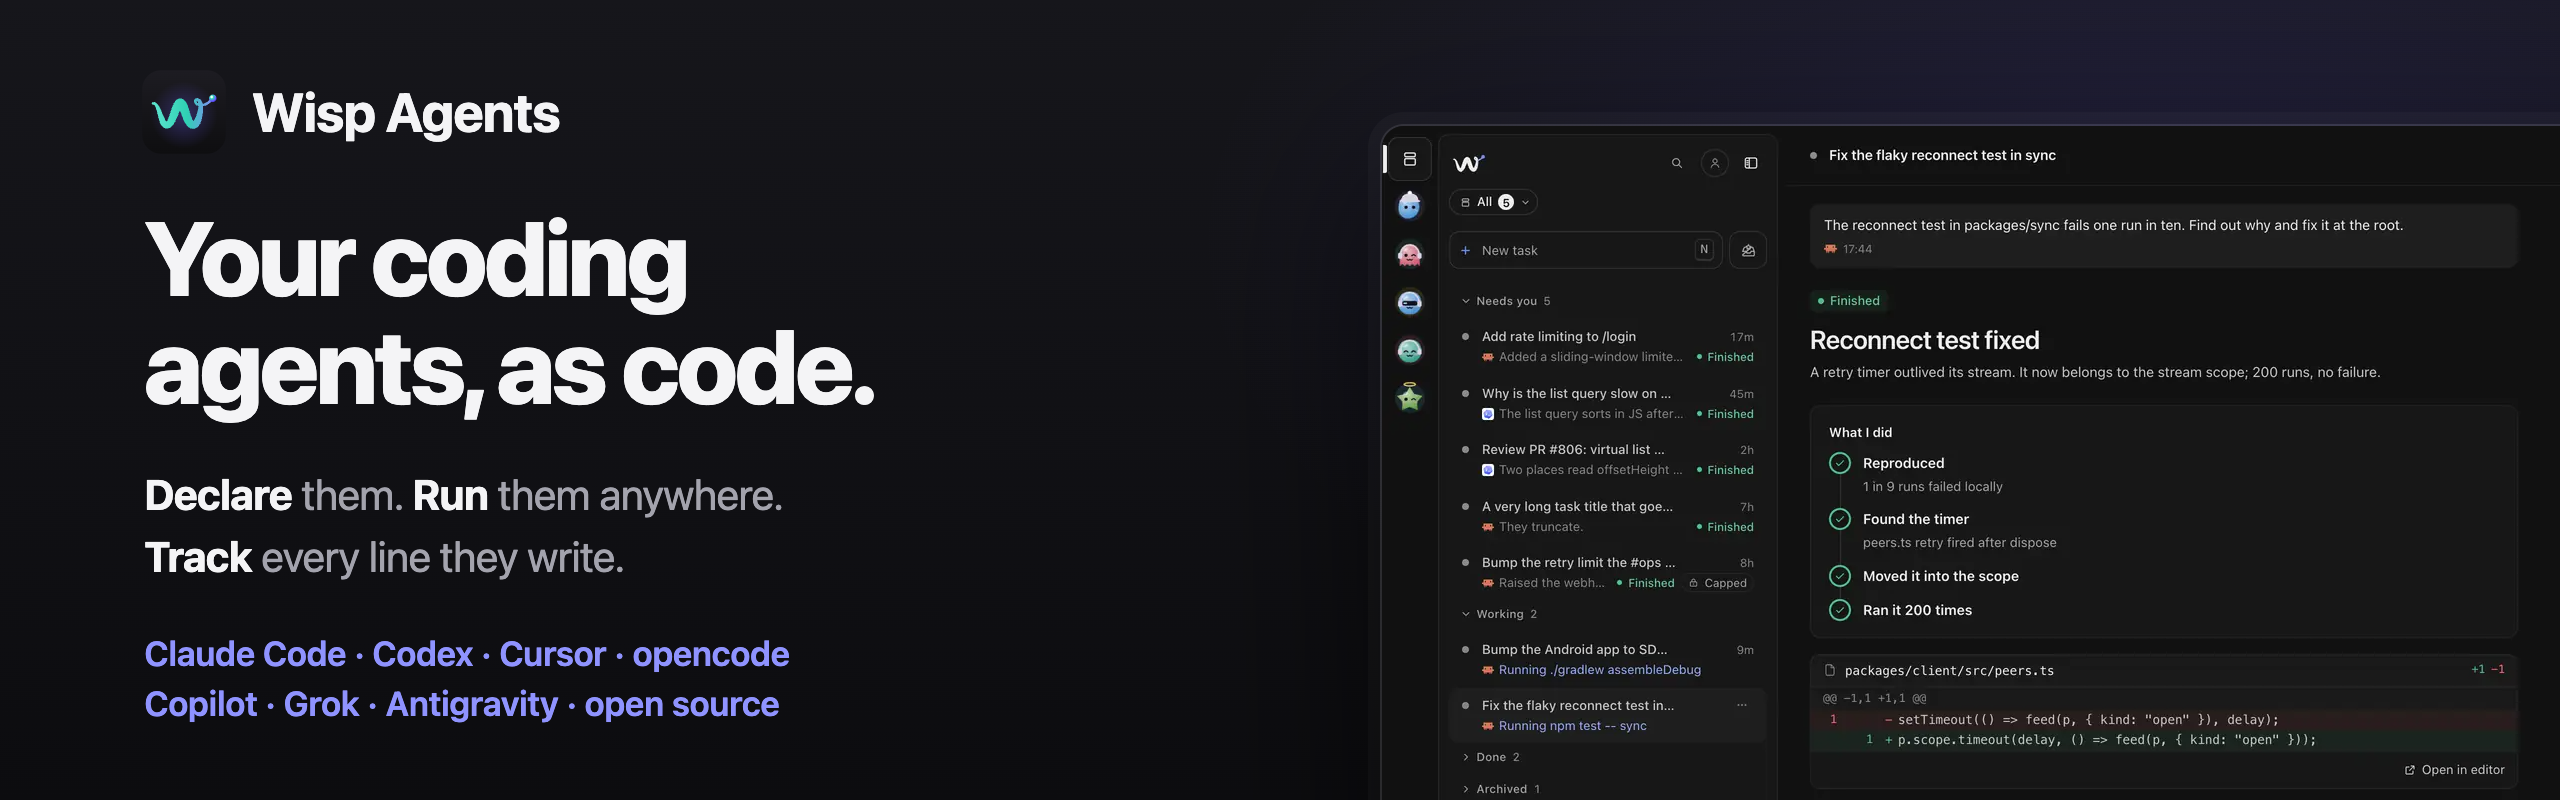 Wisp Agents
Your coding
agents, as code.
Declare them. Run them anywhere.
Track every line they write.
Claude Code · Codex · Cursor · opencode
Copilot · Grok · Antigravity · open source
All 5
New task N
Needs you 5
Add rate limiting to /login 17m
Added a sliding-window limite... Finished
Why is the list query slow on ... 45m
The list query sorts in JS after... Finished
Review PR #806: virtual list ... 2h
Two places read offsetHeight ... Finished
A very long task title that goe... 7h
They truncate. Finished
Bump the retry limit the #ops ... 8h
Raised the webh... Finished Capped
Working 2
Bump the Android app to SD... 9m
Running ./gradlew assembleDebug
Fix the flaky reconnect test in... ...
Running npm test -- sync
Done 2
Archived 1
Fix the flaky reconnect test in sync
The reconnect test in packages/sync fails one run in ten. Find out why and fix it at the root.
17:44
Finished
Reconnect test fixed
A retry timer outlived its stream. It now belongs to the stream scope; 200 runs, no failure.
What I did
Reproduced
1 in 9 runs failed locally
Found the timer
peers.ts retry fired after dispose
Moved it into the scope
Ran it 200 times
packages/client/src/peers.ts +1 −1
@@ −1,1 +1,1 @@
1 − setTimeout(() => feed(p, { kind: "open" }), delay);
1 + p.scope.timeout(delay, () => feed(p, { kind: "open" }));
Open in editor